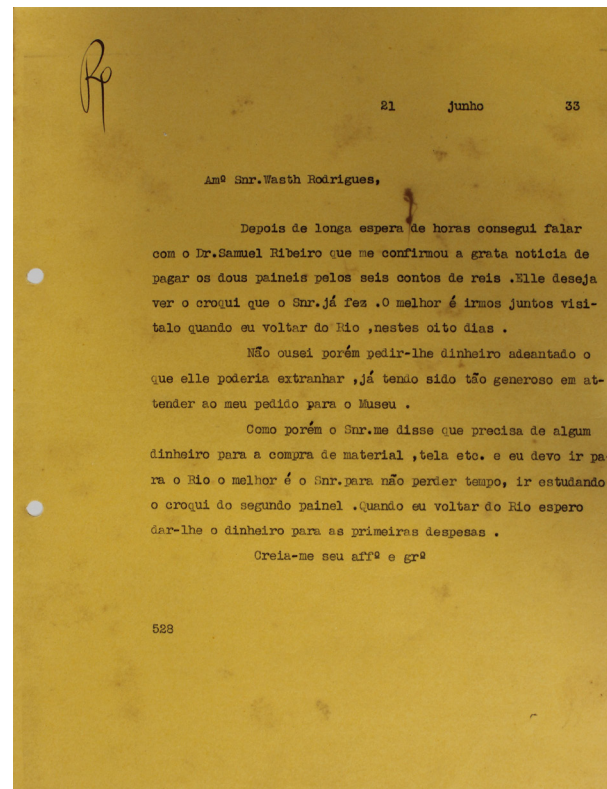 Rp
21 junho 33
Amº Snr.Wasth Rodrigues,
Depois de longa espera de horas consegui falar
com o Dr.Samuel Ribeiro que me confirmou a grata noticia de
pagar os dous paineis pelos seis contos de reis .Elle deseja
ver o croqui que o Snr.já fez .O melhor é irmos juntos visi-
talo quando eu voltar do Rio ,nestes oito dias .
Não ousei porém pedir-lhe dinheiro adeantado o
que elle poderia extranhar ,já tendo sido tão generoso em at-
tender ao meu pedido para o Museu .
Como porém o Snr.me disse que precisa de algum
dinheiro para a compra de material ,tela etc. e eu devo ir pa
ra o Rio o melhor é o Snr.para não perder tempo, ir estudando
o croqui do segundo painel .Quando eu voltar do Rio espero
dar-lhe o dinheiro para as primeiras despesas .
Creia-me seu affº e grº
528